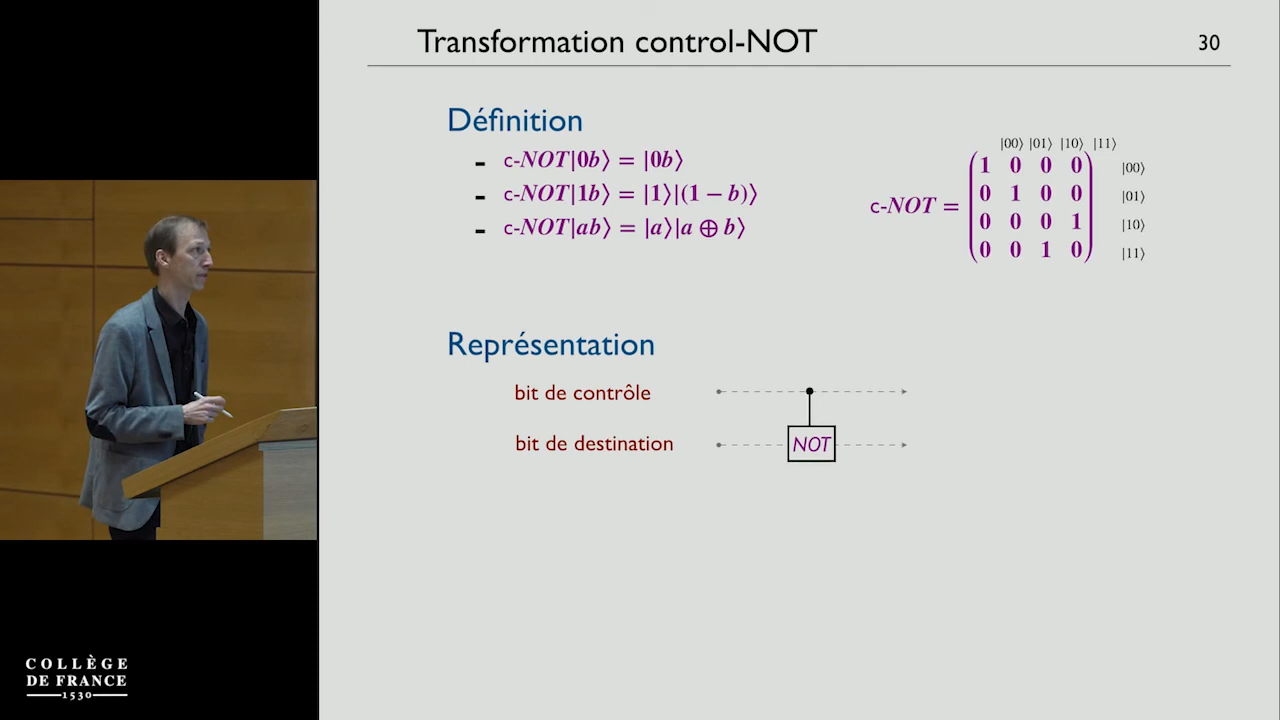 Transformation control-NOT
30
Définition
- c-NOT|0b⟩ = |0b⟩
- c-NOT|1b⟩ = |1⟩|(1 − b)⟩
- c-NOT|ab⟩ = |a⟩|a ⊕ b⟩
|00⟩ |01⟩ |10⟩ |11⟩
1 0 0 0 |00⟩
0 1 0 0 |01⟩
c-NOT =
0 0 0 1 |10⟩
0 0 1 0 |11⟩
Représentation
bit de contrôle
bit de destination
NOT
COLLÈGE
DE FRANCE
1530